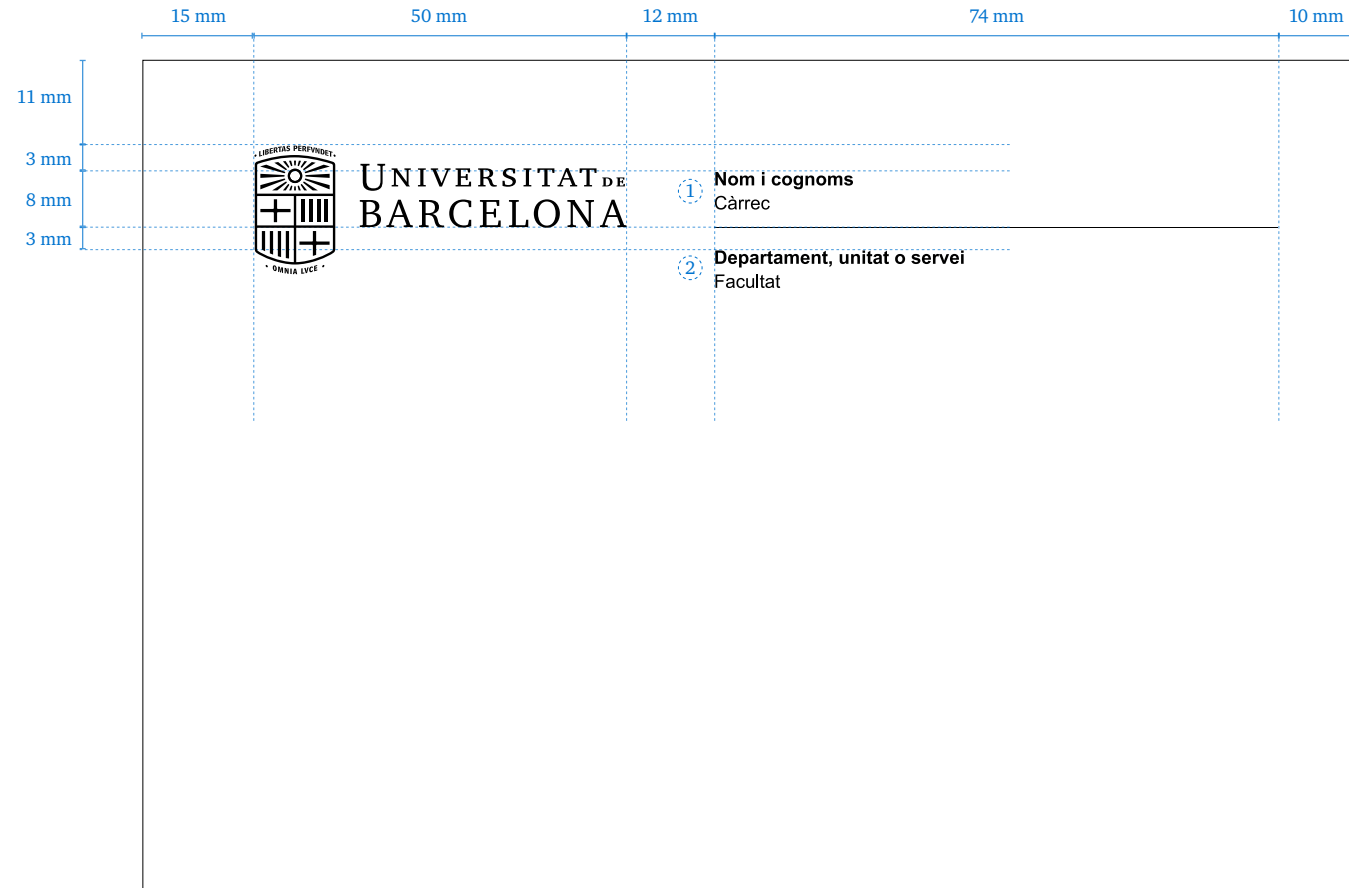 15 mm
50 mm
12 mm
74 mm
10 mm
11 mm
3 mm
8 mm
3 mm
· LIBERTAS PERFVNDET ·
UNIVERSITAT DE
BARCELONA
· OMNIA LVCE ·
1
Nom i cognoms
Càrrec
2
Departament, unitat o servei
Facultat